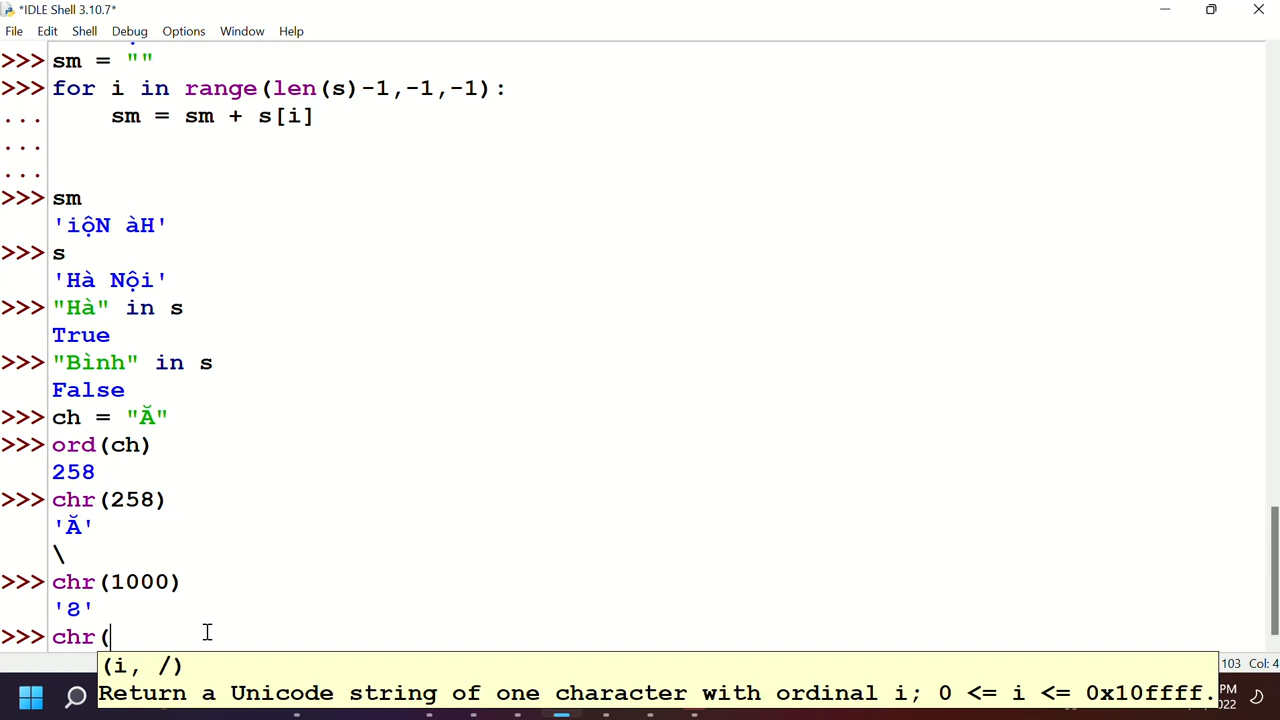 *IDLE Shell 3.10.7*
File Edit Shell Debug Options Window Help
>>> sm = ""
>>> for i in range(len(s)-1,-1,-1):
... sm = sm + s[i]
...
...
>>> sm
'iộN àH'
>>> s
'Hà Nội'
>>> "Hà" in s
True
>>> "Bình" in s
False
>>> ch = "Ă"
>>> ord(ch)
258
>>> chr(258)
'Ă'
\
>>> chr(1000)
'Ϩ'
>>> chr(
(i, /)
Return a Unicode string of one character with ordinal i; 0 <= i <= 0x10ffff.
103 Col: 4
PM
022